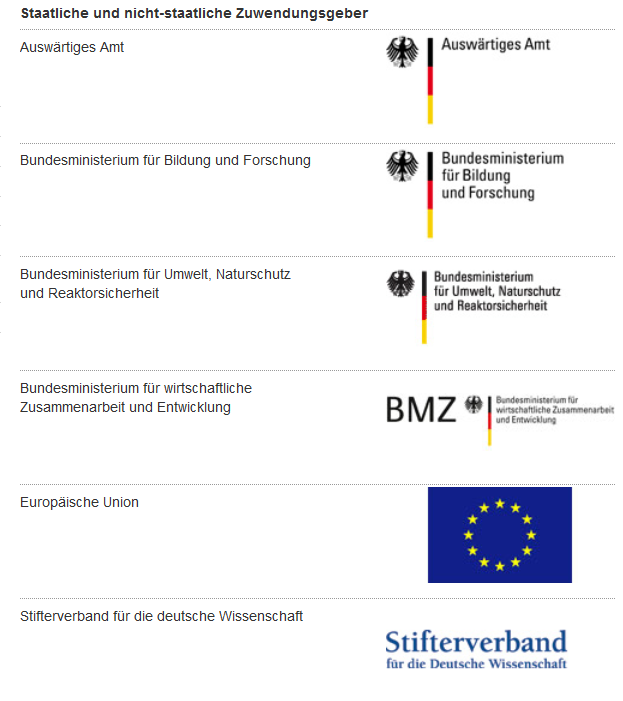 Staatliche und nicht-staatliche Zuwendungsgeber
Auswärtiges Amt
Auswärtiges Amt
Bundesministerium für Bildung und Forschung
Bundesministerium
für Bildung
und Forschung
Bundesministerium für Umwelt, Naturschutz
und Reaktorsicherheit
Bundesministerium
für Umwelt, Naturschutz
und Reaktorsicherheit
Bundesministerium für wirtschaftliche
Zusammenarbeit und Entwicklung
BMZ
Bundesministerium für
wirtschaftliche Zusammenarbeit
und Entwicklung
Europäische Union
Stifterverband für die deutsche Wissenschaft
Stifterverband
für die Deutsche Wissenschaft